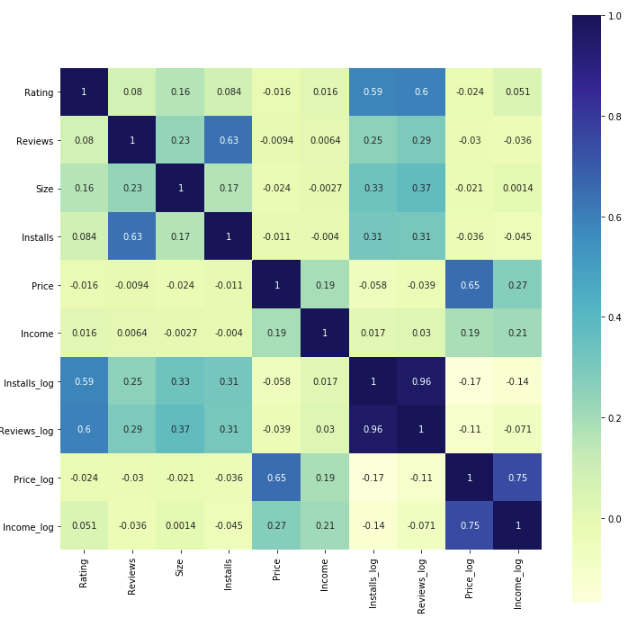 1.0
Rating 1 0.08 0.16 0.084 -0.016 0.016 0.59 0.6 -0.024 0.051
Reviews 0.08 1 0.23 0.63 -0.0094 0.0064 0.25 0.29 -0.03 -0.036
0.8
Size 0.16 0.23 1 0.17 -0.024 -0.0027 0.33 0.37 -0.021 0.0014
0.6
Installs 0.084 0.63 0.17 1 -0.011 -0.004 0.31 0.31 -0.036 -0.045
Price -0.016 -0.0094 -0.024 -0.011 1 0.19 -0.058 -0.039 0.65 0.27
0.4
Income 0.016 0.0064 -0.0027 -0.004 0.19 1 0.017 0.03 0.19 0.21
Installs_log 0.59 0.25 0.33 0.31 -0.058 0.017 1 0.96 -0.17 -0.14
0.2
Reviews_log 0.6 0.29 0.37 0.31 -0.039 0.03 0.96 1 -0.11 -0.071
Price_log -0.024 -0.03 -0.021 -0.036 0.65 0.19 -0.17 -0.11 1 0.75
0.0
Income_log 0.051 -0.036 0.0014 -0.045 0.27 0.21 -0.14 -0.071 0.75 1
Rating
Reviews
Size
Installs
Price
Income
Installs_log
Reviews_log
Price_log
Income_log